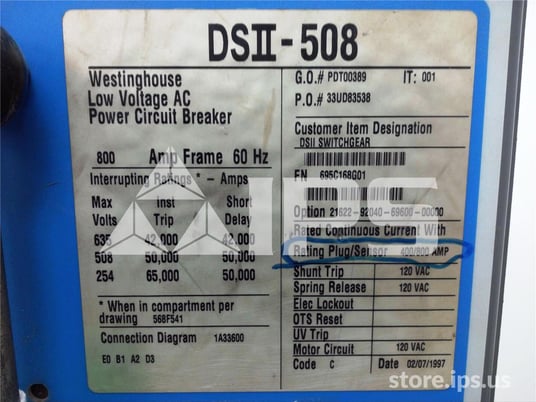 DSII-508
Westinghouse
Low Voltage AC
Power Circuit Breaker
800 Amp Frame 60 Hz
Interrupting Ratings * - Amps
Max Inst Short
Volts Trip Delay
635 42,000 42,000
508 50,000 50,000
254 65,000 50,000
* When in compartment per
drawing 568F541
Connection Diagram 1A33600
E0 B1 A2 D3
G.O.# PDT00389 IT: 001
P.O.# 33UD83538
Customer Item Designation
DSII SWITCHGEAR
FN 695C168G01
Option 21622-92040-69600-00000
Rated Continuous Current With
Rating Plug/Sensor 400/800 AMP
Shunt Trip 120 VAC
Spring Release 120 VAC
Elec Lockout
OTS Reset
UV Trip
Motor Circuit 120 VAC
Code C Date 02/07/1997
IPS
store.ips.us